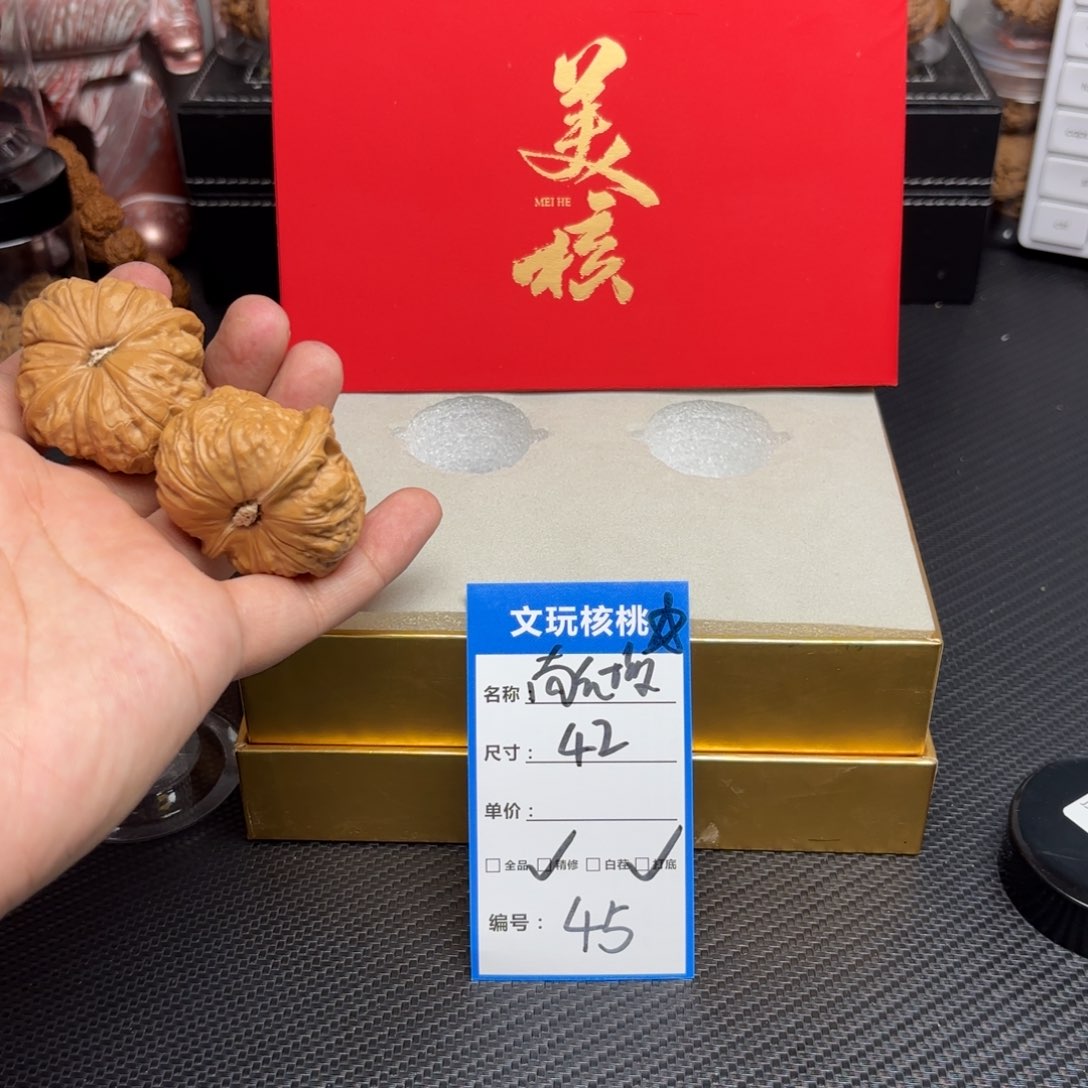 美
MEI HE
核
文玩核桃
名称：
尺寸：42
单价：
全品 ✓精修 白茬 ✓打底
编号：45